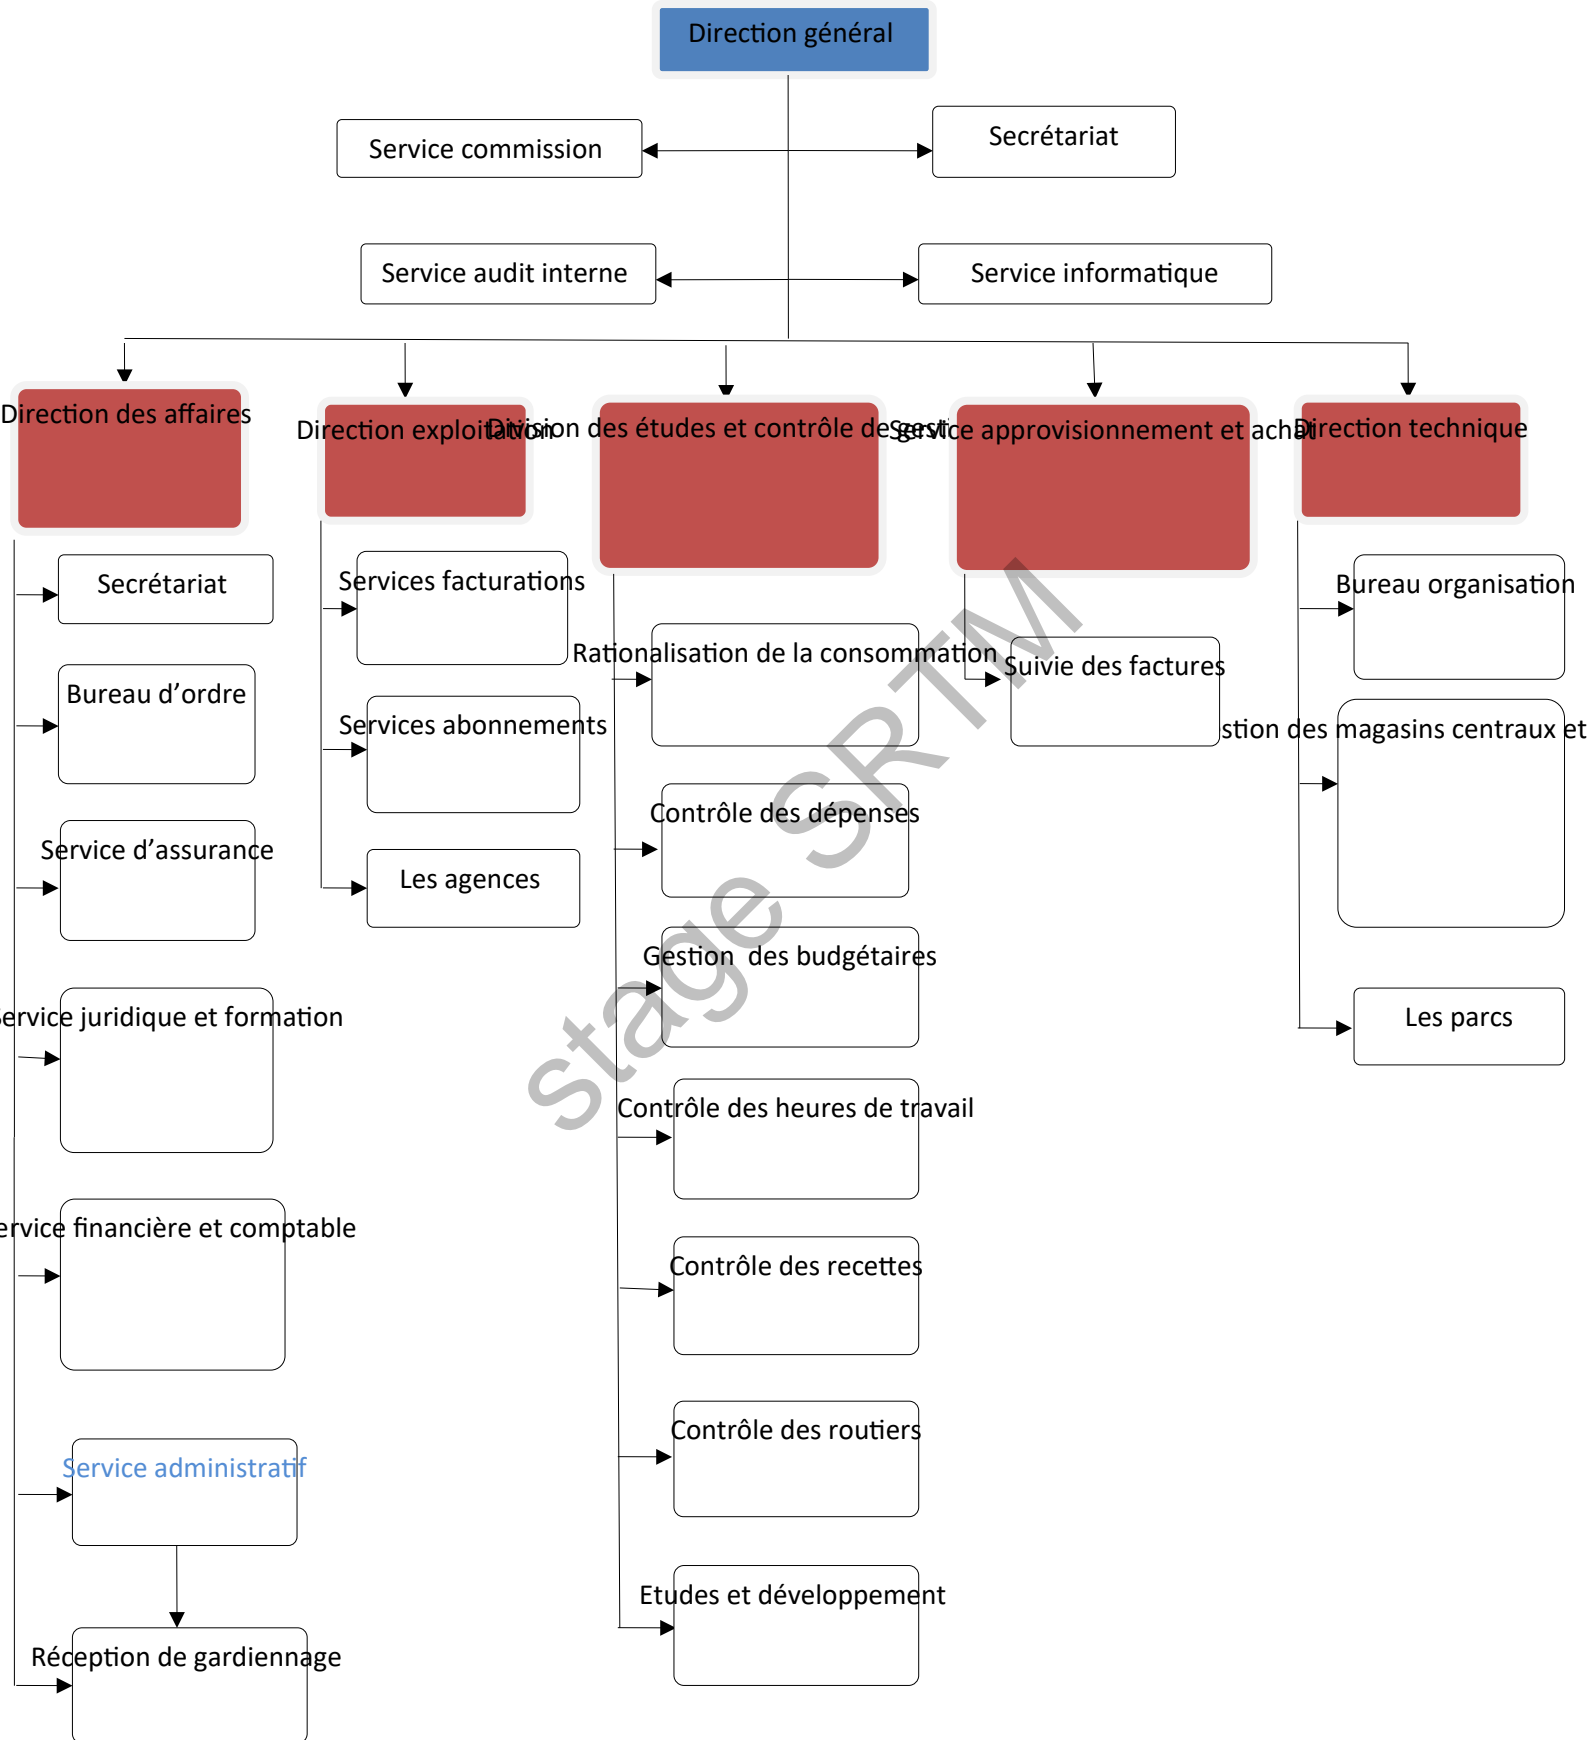 Direction général
Service commission
Secrétariat
Service audit interne
Service informatique
Direction des affaires
Direction exploitation
Division des études et contrôle de gesti
Service approvisionnement et achat
Direction technique
Secrétariat
Bureau d’ordre
Service d’assurance
Service juridique et formation
Service financière et comptable
Service administratif
Réception de gardiennage
Services facturations
Services abonnements
Les agences
Rationalisation de la consommation
Contrôle des dépenses
Gestion  des budgétaires
Contrôle des heures de travail
Contrôle des recettes
Contrôle des routiers
Etudes et développement
Suivie des factures
Bureau organisation
stion des magasins centraux et
Les parcs
stage SRTM